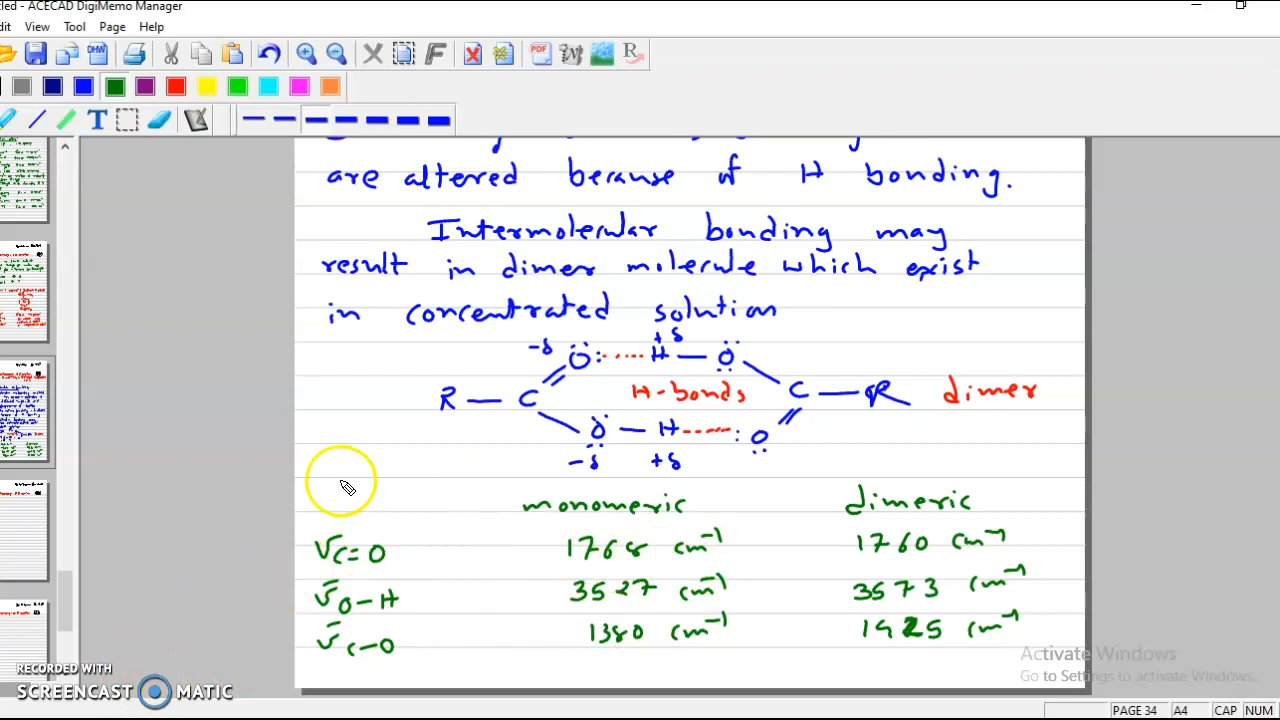 ltled - ACECAD DigiMemo Manager
dit View Tool Page Help
are altered because of H bonding.
Intermolecular bonding may
result in dimer molecule which exist
in concentrated solution
-δ O: ...... H — O +δ
R — C H-bonds C — R dimer
O — H ...... :O
-δ +δ
monomeric dimeric
ν̄C=O 1768 cm⁻¹ 1760 cm⁻¹
ν̄O-H 3527 cm⁻¹ 3573 cm⁻¹
ν̄C-O 1380 cm⁻¹ 1425 cm⁻¹
Activate Windows
Go to Settings to activate Windows.
RECORDED WITH
SCREENCAST MATIC
PAGE 34 A4 CAP NUM